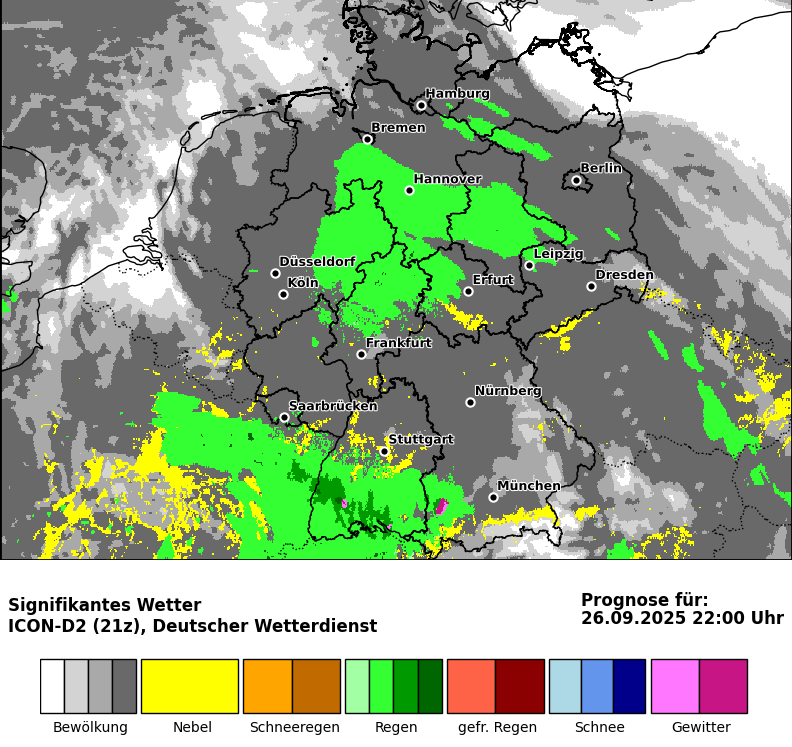 Hamburg
Bremen
Berlin
Hannover
Leipzig
Düsseldorf
Dresden
Erfurt
Köln
Frankfurt
Nürnberg
Saarbrücken
Stuttgart
München
Signifikantes Wetter
ICON-D2 (21z), Deutscher Wetterdienst
Prognose für:
26.09.2025 22:00 Uhr
Bewölkung
Nebel
Schneeregen
Regen
gefr. Regen
Schnee
Gewitter